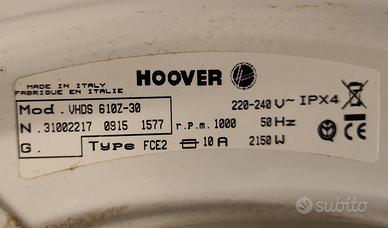 MADE IN ITALY
FABRIQUE EN ITALIE
HOOVER
Mod. VHDS 610Z-30
220-240 V~ IPX4
N. 31002217 0915 1577 r.p.m. 1000 50 Hz
G. Type FCE2 10 A 2150 W
CE
subito